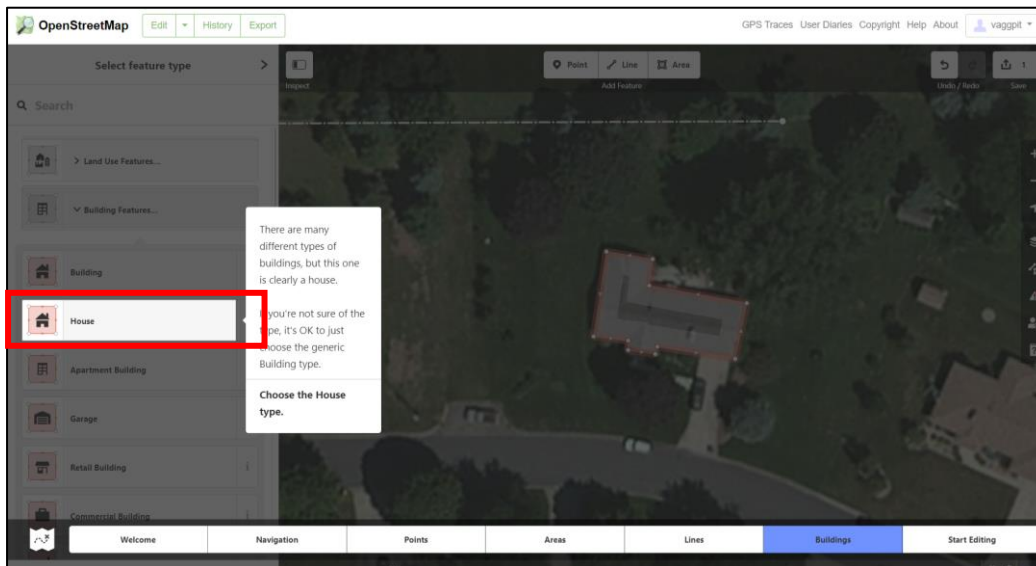 OpenStreetMap Edit History Export GPS Traces User Diaries Copyright Help About vaggpit
Select feature type
Inspect
Point Line Area
Add Feature
Undo / Redo
1
Save
Search
Land Use Features...
Building Features...
Building
House
Apartment Building
Garage
Retail Building
Commercial Building
There are many
different types of
buildings, but this one
is clearly a house.
you're not sure of the
type, it's OK to just
choose the generic
Building type.
Choose the House
type.
Welcome Navigation Points Areas Lines Buildings Start Editing